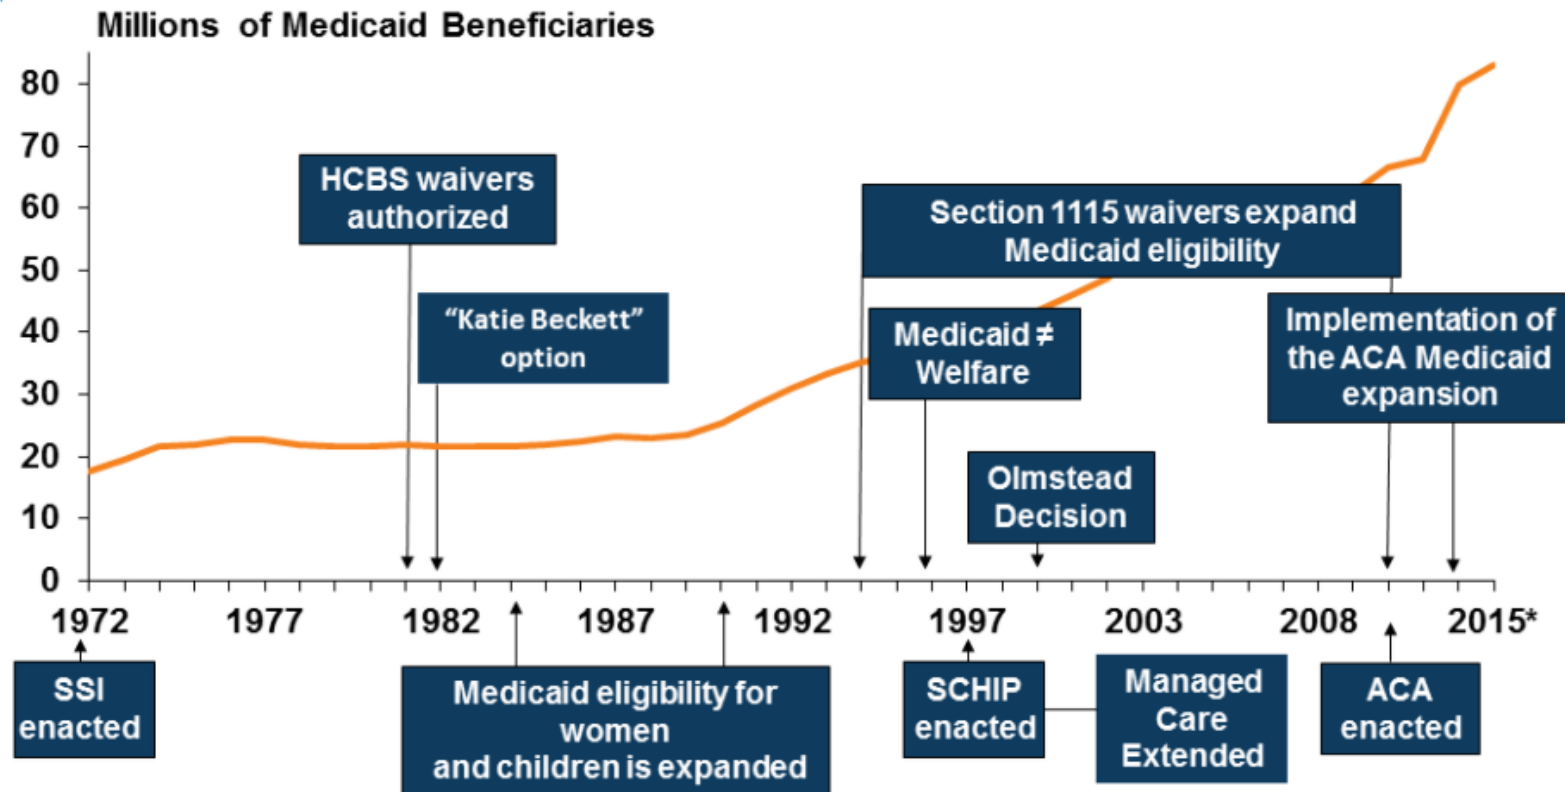 Millions of Medicaid Beneficiaries
80
70
60
50
40
30
20
10
0
HCBS waivers
authorized
“Katie Beckett”
option
Section 1115 waivers expand
Medicaid eligibility
Medicaid ≠
Welfare
Implementation of
the ACA Medicaid
expansion
Olmstead
Decision
1972 1977 1982 1987 1992 1997 2003 2008 2015*
SSI
enacted
Medicaid eligibility for
women
and children is expanded
SCHIP
enacted
Managed
Care
Extended
ACA
enacted